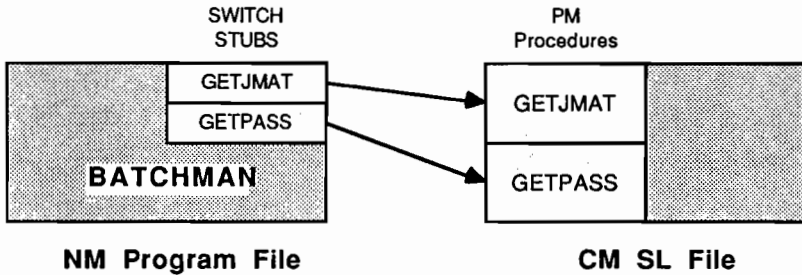 SWITCH
STUBS
PM
Procedures
GETJMAT
GETPASS
BATCHMAN
GETJMAT
GETPASS
NM Program File
CM SL File